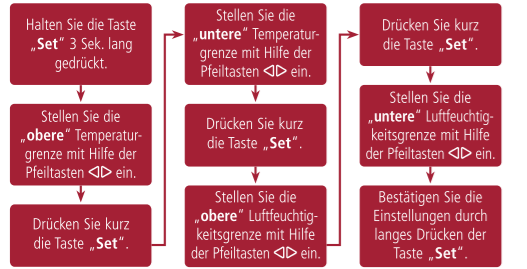 Halten Sie die Taste
„Set“ 3 Sek. lang
gedrückt.
Stellen Sie die
„obere“ Temperatur-
grenze mit Hilfe der
Pfeiltasten ◁▷ ein.
Drücken Sie kurz
die Taste „Set“.
Stellen Sie die
„untere“ Temperatur-
grenze mit Hilfe der
Pfeiltasten ◁▷ ein.
Drücken Sie kurz
die Taste „Set“.
Stellen Sie die
„obere“ Luftfeuchtig-
keitsgrenze mit Hilfe
der Pfeiltasten ◁▷ ein.
Drücken Sie kurz
die Taste „Set“.
Stellen Sie die
„untere“ Luftfeuchtig-
keitsgrenze mit Hilfe
der Pfeiltasten ◁▷ ein.
Bestätigen Sie die
Einstellungen durch
langes Drücken der
Taste „Set“.